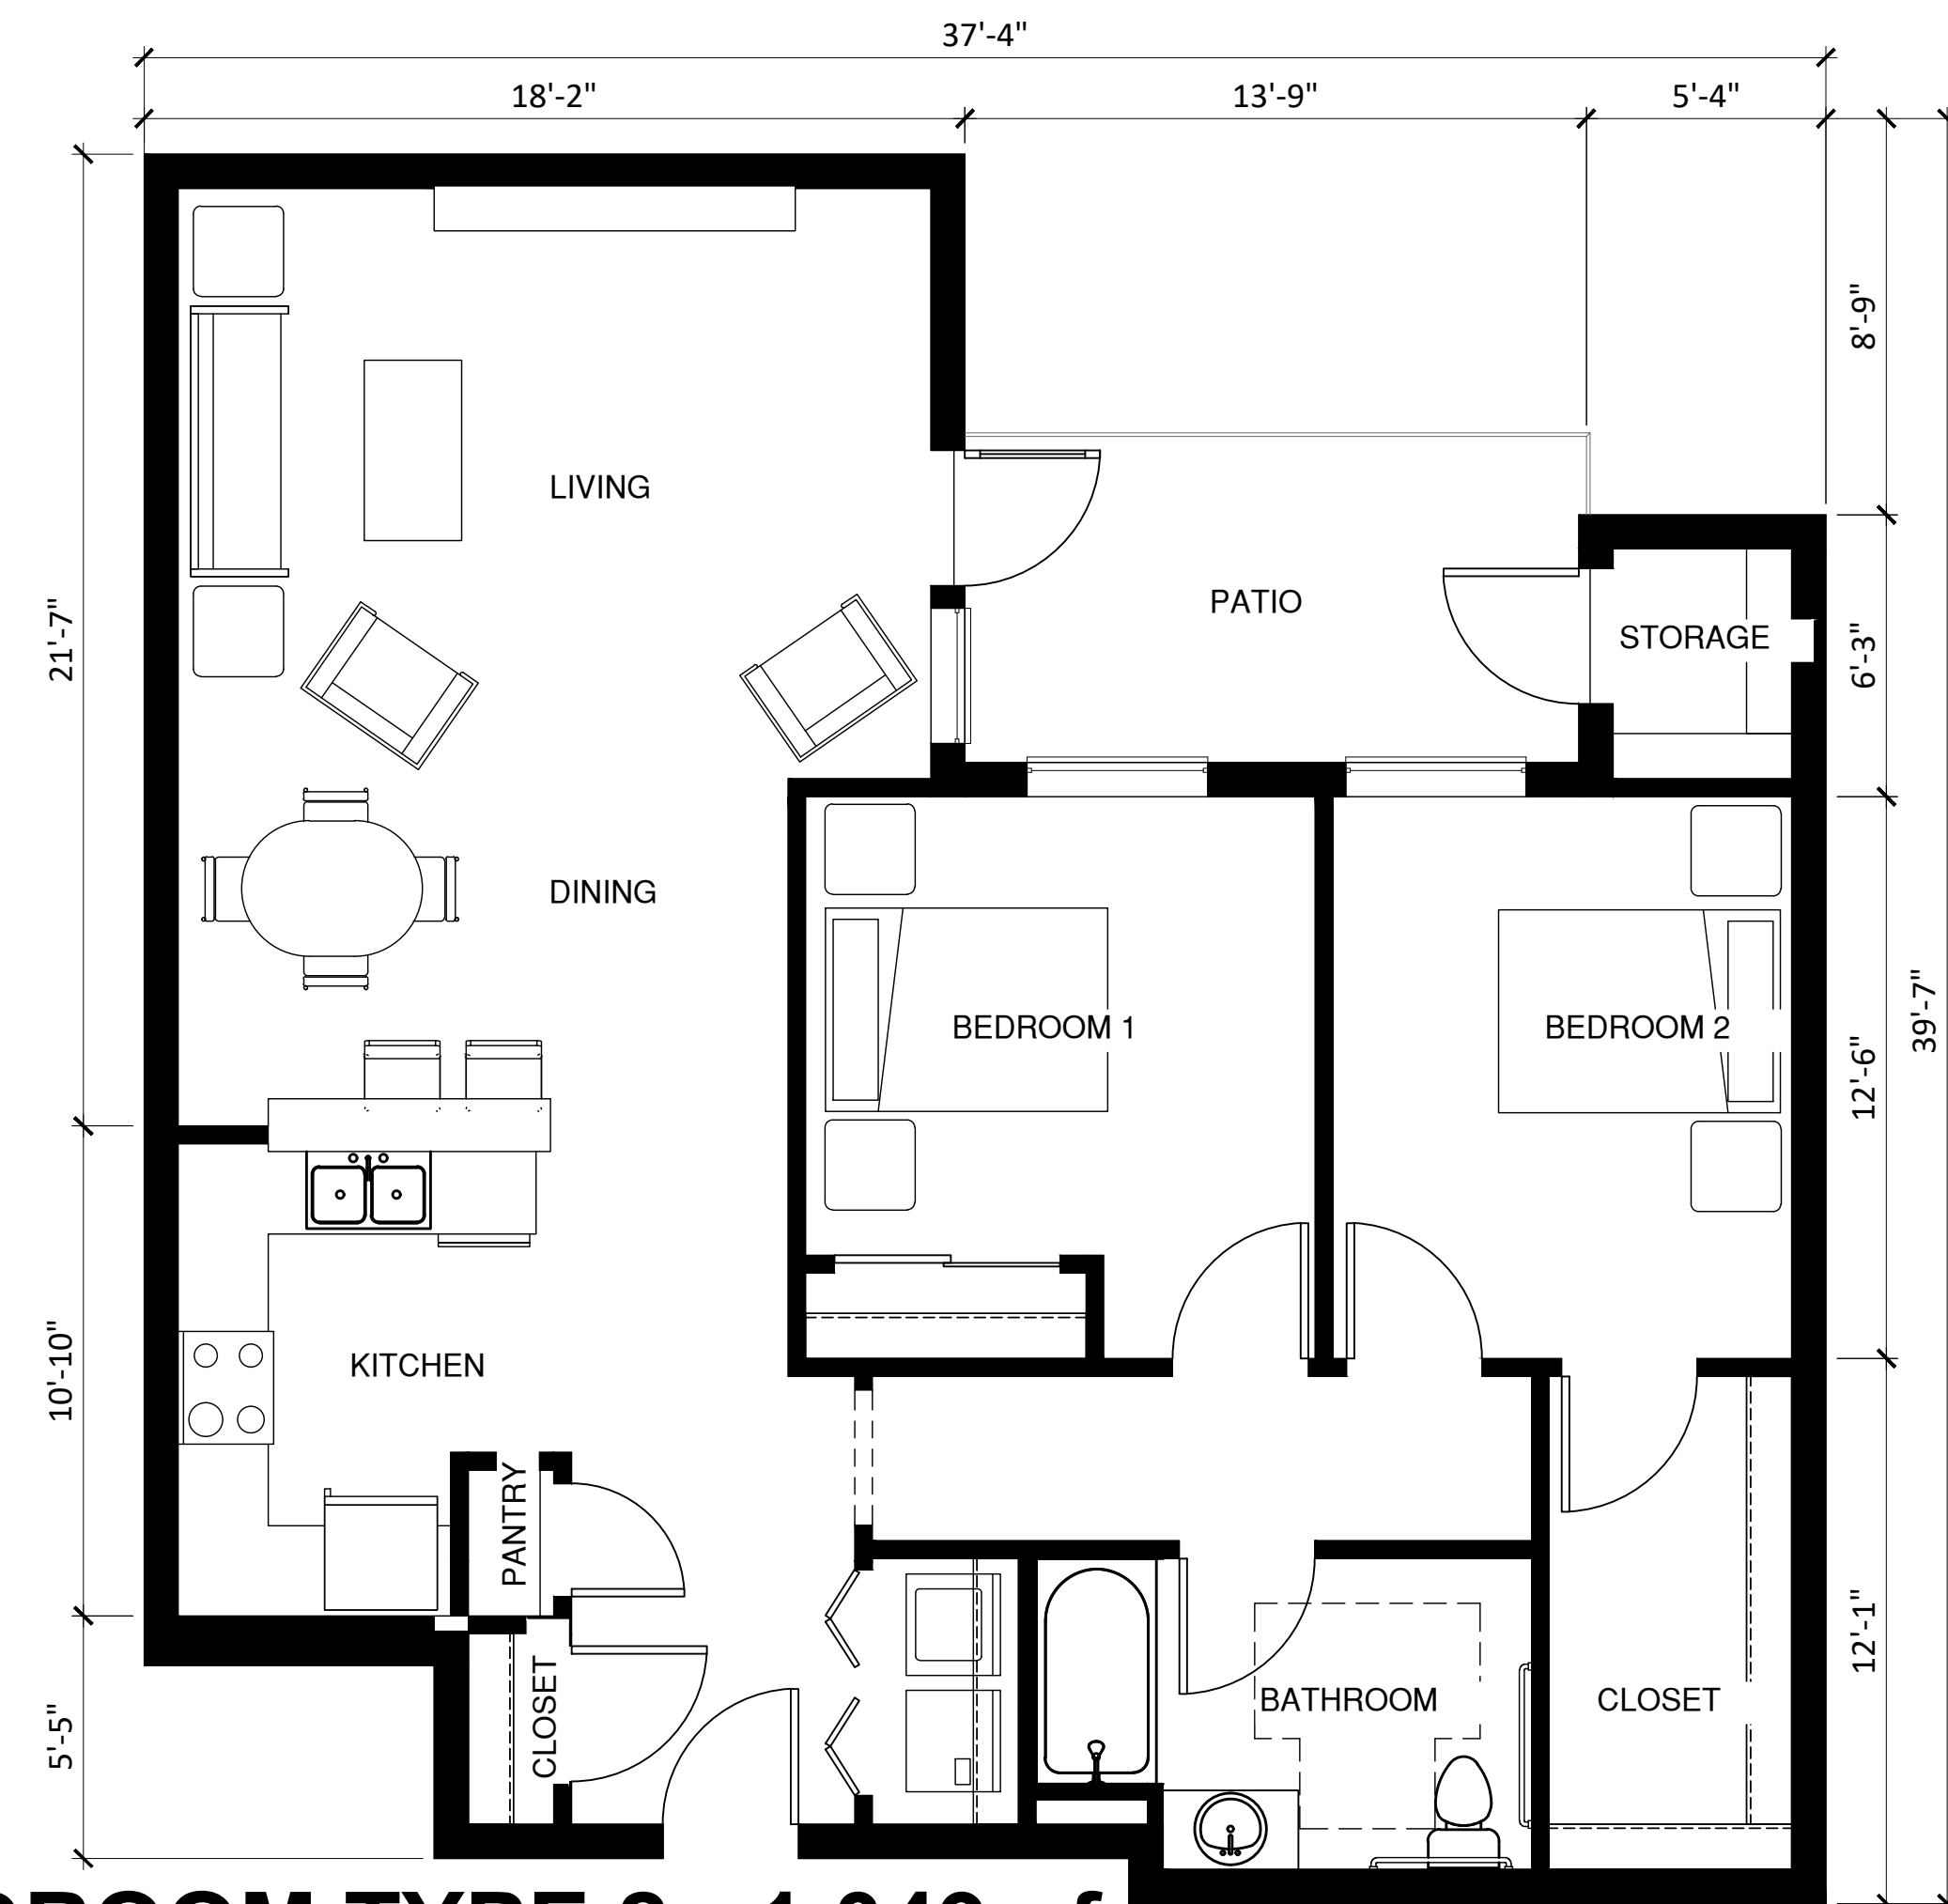 37'-4"
18'-2"
13'-9"
5'-4"
8'-9"
LIVING
PATIO
STORAGE
6'-3"
21'-7"
DINING
BEDROOM 1
BEDROOM 2
12'-6"
39'-7"
KITCHEN
10'-10"
PANTRY
CLOSET
BATHROOM
CLOSET
12'-1"
5'-5"